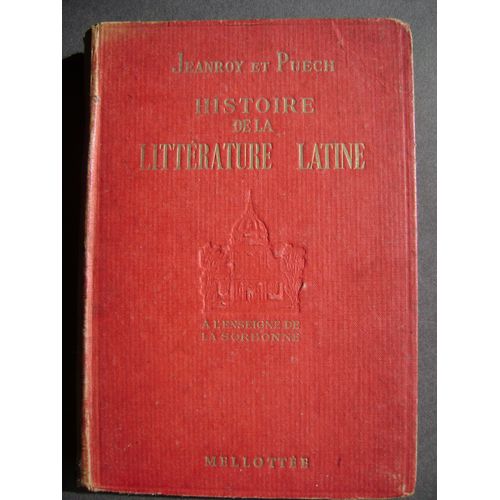 JEANROY ET PUECH
HISTOIRE
DE LA
LITTÉRATURE LATINE
A L'ENSEIGNE DE
LA SORBONNE
MELLOTTÉE